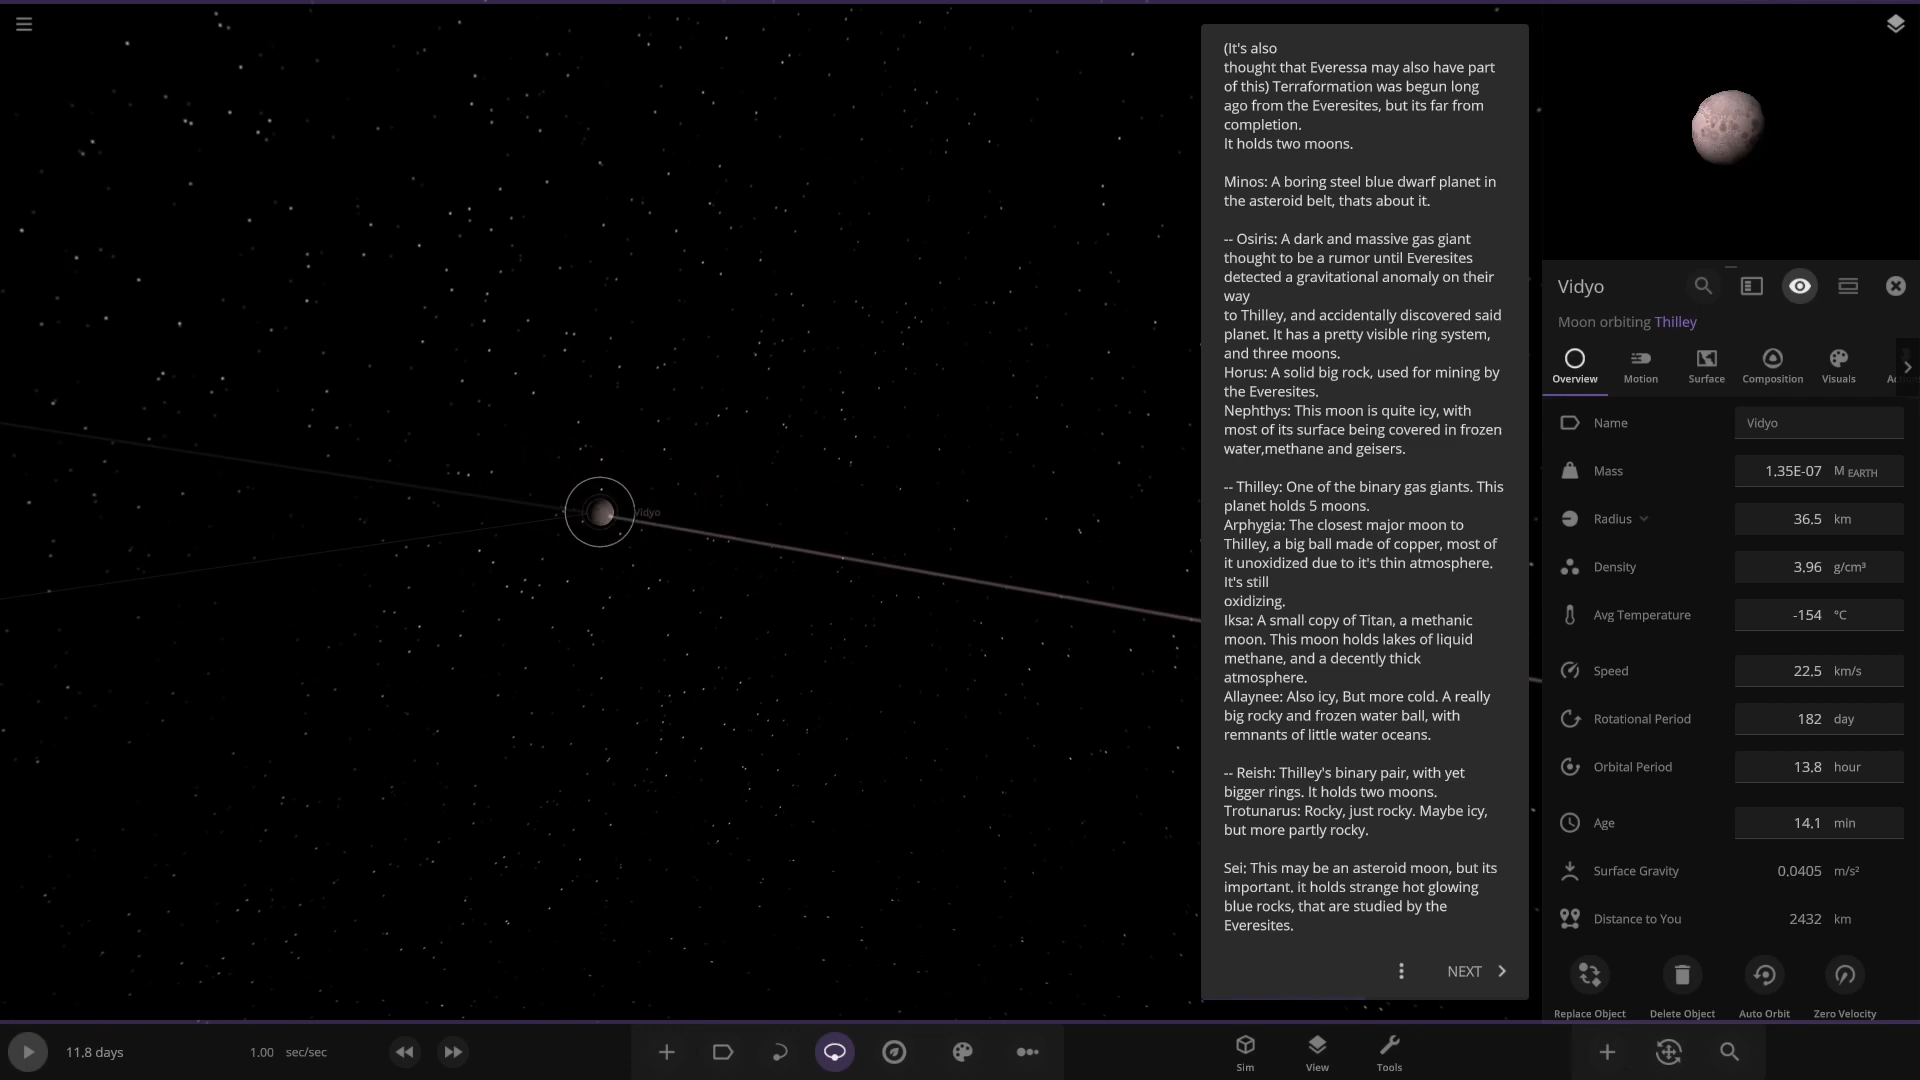 (It's also
thought that Everessa may also have part
of this) Terraformation was begun long
ago from the Everesites, but its far from
completion.
It holds two moons.
Minos: A boring steel blue dwarf planet in
the asteroid belt, thats about it.
-- Osiris: A dark and massive gas giant
thought to be a rumor until Everesites
detected a gravitational anomaly on their
way
to Thilley, and accidentally discovered said
planet. It has a pretty visible ring system,
and three moons.
Horus: A solid big rock, used for mining by
the Everesites.
Nephthys: This moon is quite icy, with
most of its surface being covered in frozen
water,methane and geisers.
-- Thilley: One of the binary gas giants. This
planet holds 5 moons.
Arphygia: The closest major moon to
Thilley, a big ball made of copper, most of
it unoxidized due to it's thin atmosphere.
It's still
oxidizing.
Iksa: A small copy of Titan, a methanic
moon. This moon holds lakes of liquid
methane, and a decently thick
atmosphere.
Allaynee: Also icy, But more cold. A really
big rocky and frozen water ball, with
remnants of little water oceans.
-- Reish: Thilley's binary pair, with yet
bigger rings. It holds two moons.
Trotunarus: Rocky, just rocky. Maybe icy,
but more partly rocky.
Sei: This may be an asteroid moon, but its
important. it holds strange hot glowing
blue rocks, that are studied by the
Everesites.
NEXT
Vidyo
Vidyo
Moon orbiting Thilley
Overview Motion Surface Composition Visuals
Name Vidyo
Mass 1.35E-07 M EARTH
Radius 36.5 km
Density 3.96 g/cm³
Avg Temperature -154 °C
Speed 22.5 km/s
Rotational Period 182 day
Orbital Period 13.8 hour
Age 14.1 min
Surface Gravity 0.0405 m/s²
Distance to You 2432 km
Replace Object Delete Object Auto Orbit Zero Velocity
11.8 days 1.00 sec/sec
Sim View Tools